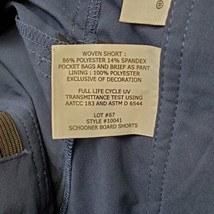 ®
WOVEN SHORT :
86% POLYESTER 14% SPANDEX
POCKET BAGS AND BRIEF AS PANT
LINING : 100% POLYESTER
EXCLUSIVE OF DECORATION
FULL LIFE CYCLE UV
TRANSMITTANCE TEST USING
AATCC 183 AND ASTM D 6544
LOT #67
STYLE #10041
SCHOONER BOARD SHORTS